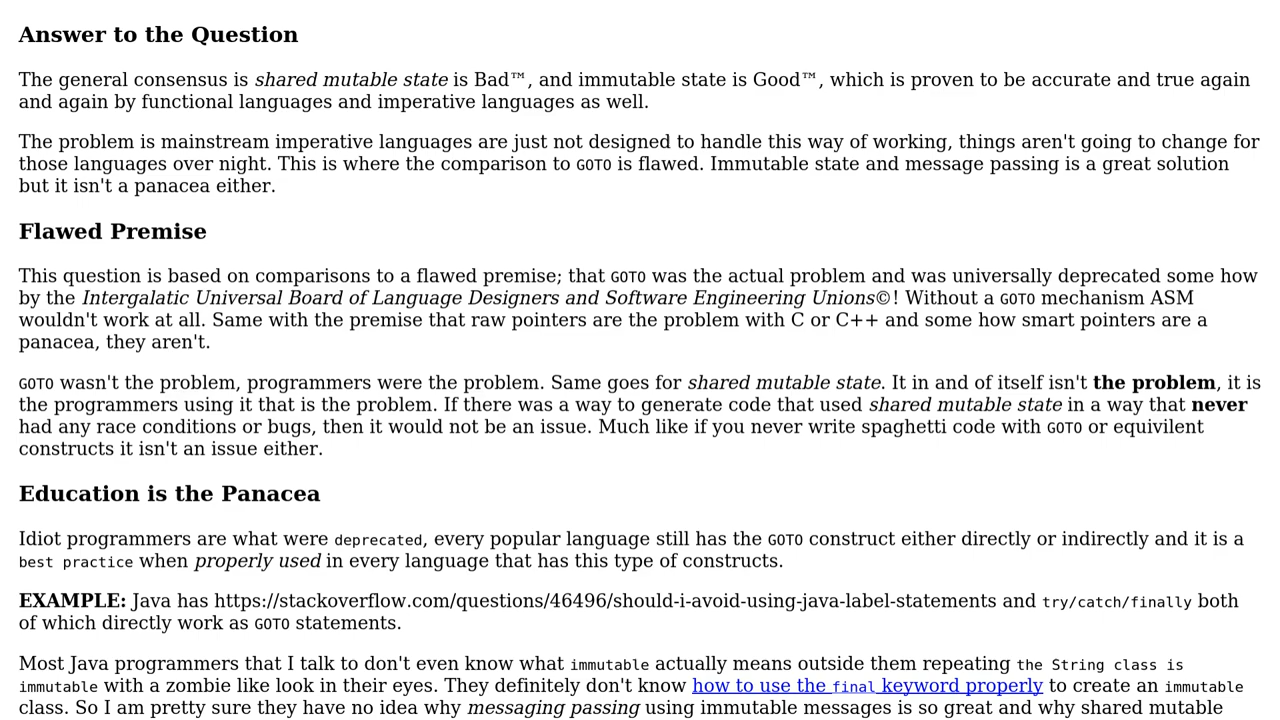 Answer to the Question
The general consensus is shared mutable state is Bad™, and immutable state is Good™, which is proven to be accurate and true again
and again by functional languages and imperative languages as well.
The problem is mainstream imperative languages are just not designed to handle this way of working, things aren't going to change for
those languages over night. This is where the comparison to GOTO is flawed. Immutable state and message passing is a great solution
but it isn't a panacea either.
Flawed Premise
This question is based on comparisons to a flawed premise; that GOTO was the actual problem and was universally deprecated some how
by the Intergalatic Universal Board of Language Designers and Software Engineering Unions©! Without a GOTO mechanism ASM
wouldn't work at all. Same with the premise that raw pointers are the problem with C or C++ and some how smart pointers are a
panacea, they aren't.
GOTO wasn't the problem, programmers were the problem. Same goes for shared mutable state. It in and of itself isn't the problem, it is
the programmers using it that is the problem. If there was a way to generate code that used shared mutable state in a way that never
had any race conditions or bugs, then it would not be an issue. Much like if you never write spaghetti code with GOTO or equivilent
constructs it isn't an issue either.
Education is the Panacea
Idiot programmers are what were deprecated, every popular language still has the GOTO construct either directly or indirectly and it is a
best practice when properly used in every language that has this type of constructs.
EXAMPLE: Java has https://stackoverflow.com/questions/46496/should-i-avoid-using-java-label-statements and try/catch/finally both
of which directly work as GOTO statements.
Most Java programmers that I talk to don't even know what immutable actually means outside them repeating the String class is
immutable with a zombie like look in their eyes. They definitely don't know how to use the final keyword properly to create an immutable
class. So I am pretty sure they have no idea why messaging passing using immutable messages is so great and why shared mutable